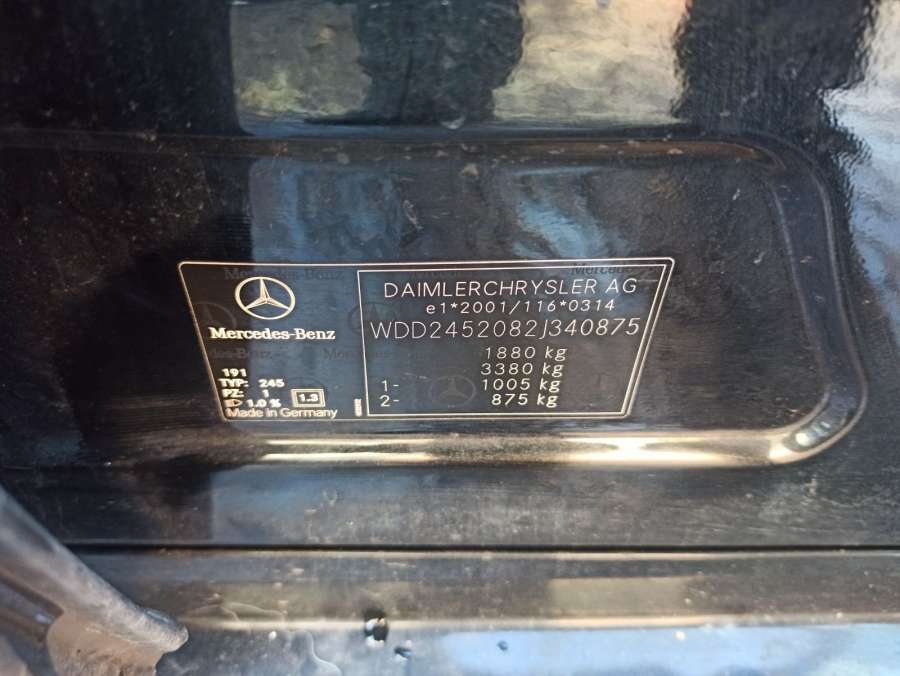 Mercedes-Benz
191
TYP: 245
PZ: 1
1.0 %
1.3
Made in Germany
DAIMLERCHRYSLER AG
e1*2001/116*0314
WDD2452082J340875
1880 kg
3380 kg
1- 1005 kg
2- 875 kg